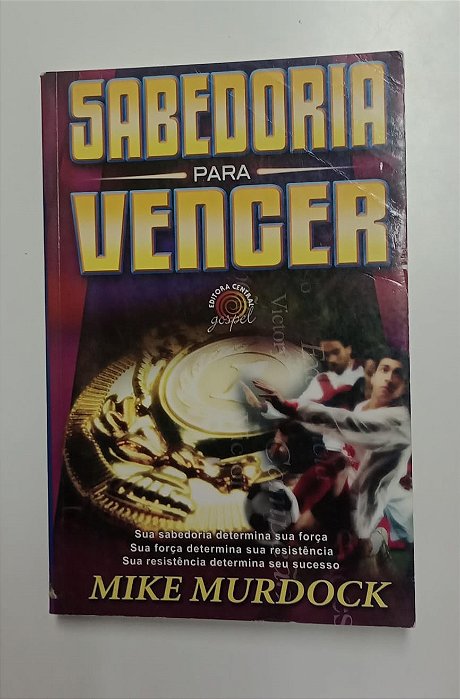 SABEDORIA
PARA
VENCER
EDITORA CENTRAL
gospel
Victor
Sua sabedoria determina sua força
Sua força determina sua resistência
Sua resistência determina seu sucesso
MIKE MURDOCK